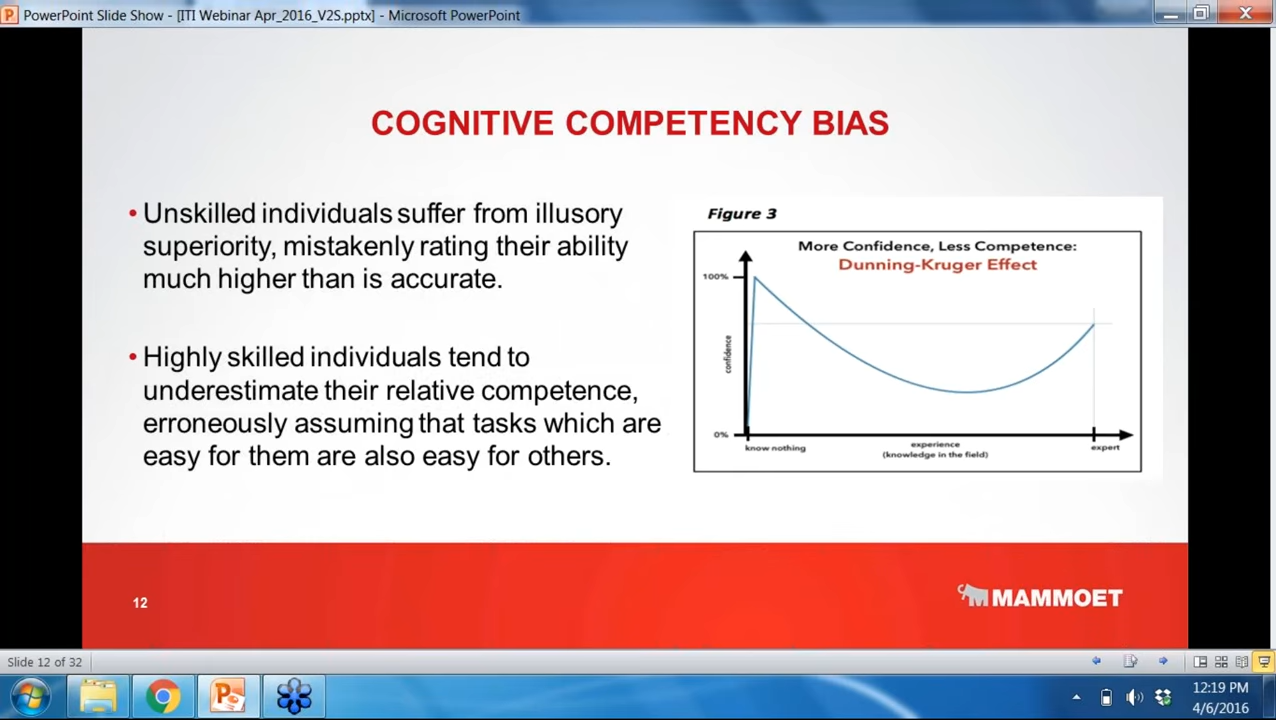 PowerPoint Slide Show - [ITI Webinar Apr_2016_V2S.pptx] - Microsoft PowerPoint
COGNITIVE COMPETENCY BIAS
• Unskilled individuals suffer from illusory
superiority, mistakenly rating their ability
much higher than is accurate.
• Highly skilled individuals tend to
underestimate their relative competence,
erroneously assuming that tasks which are
easy for them are also easy for others.
Figure 3
More Confidence, Less Competence:
Dunning-Kruger Effect
100%
confidence
0%
know nothing
experience
(knowledge in the field)
expert
12
MAMMOET
Slide 12 of 32
12:19 PM
4/6/2016